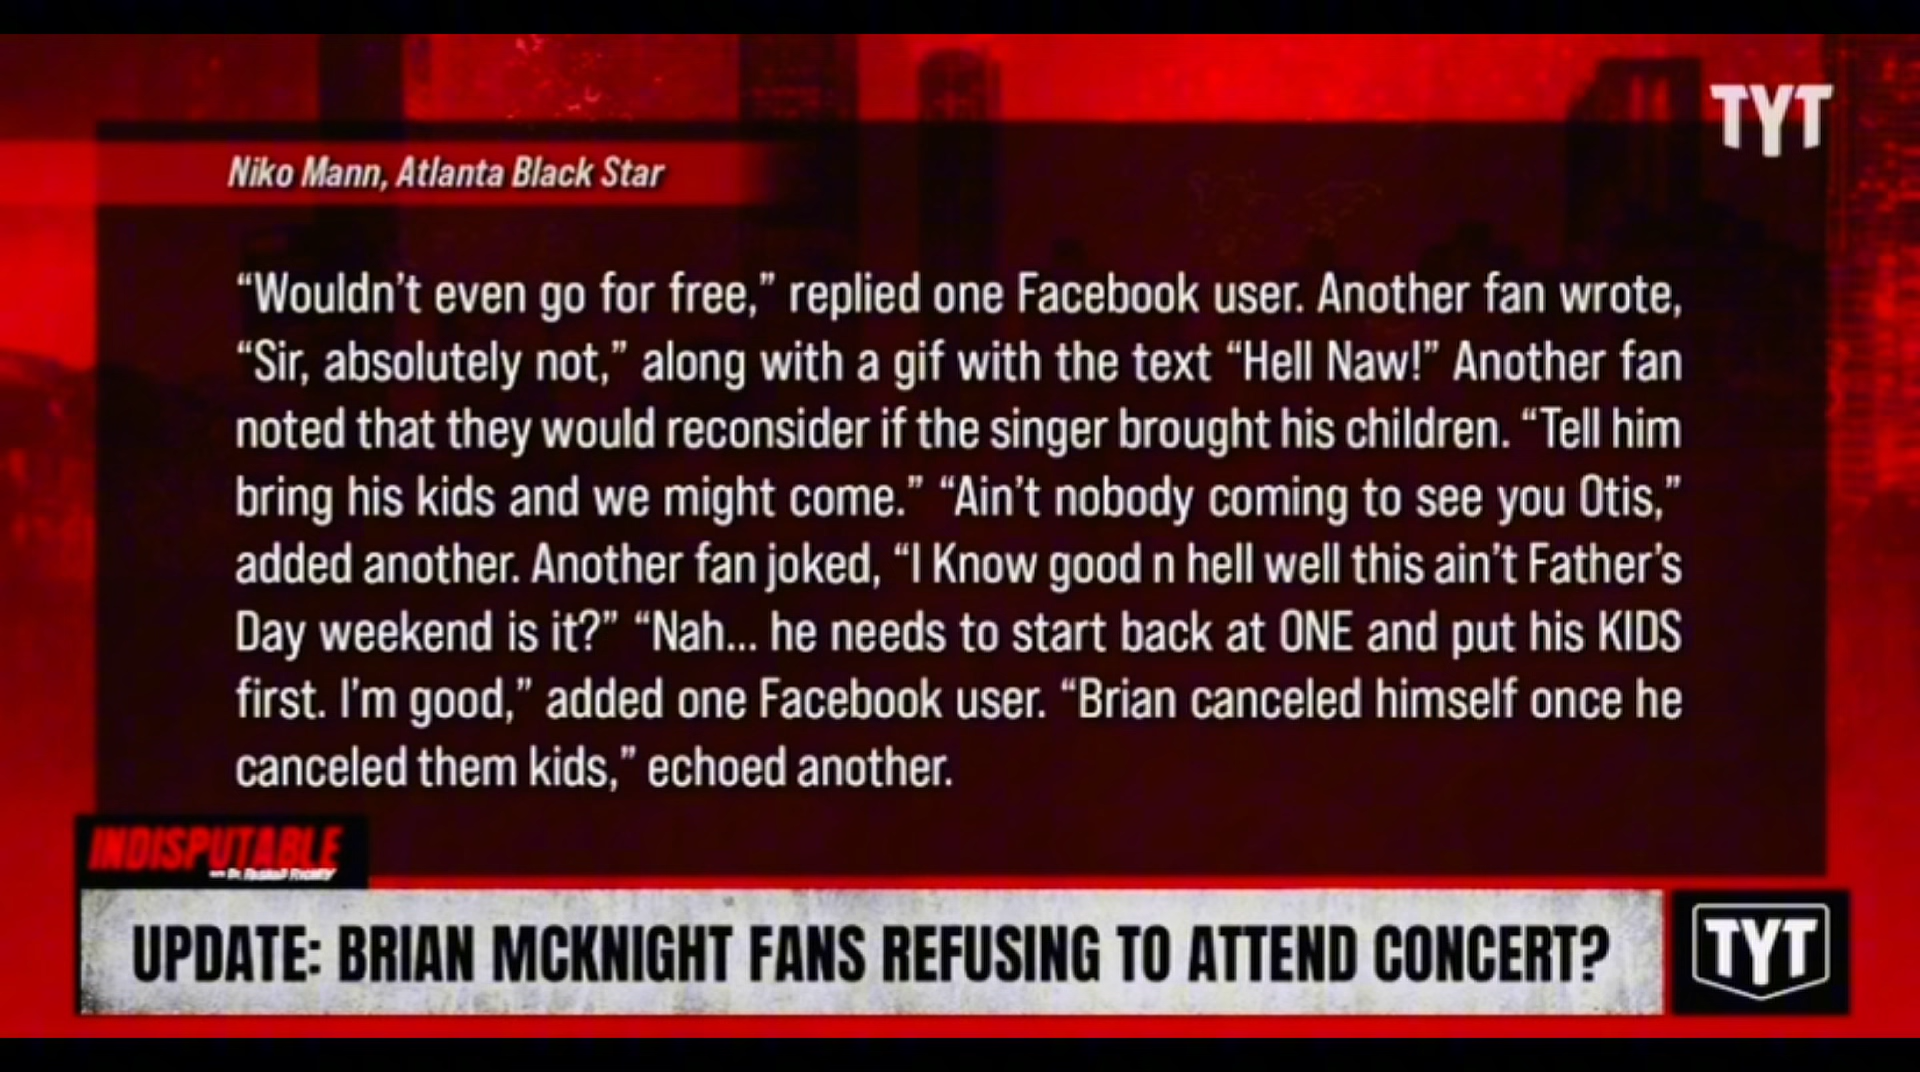 TYT
Niko Mann, Atlanta Black Star
“Wouldn’t even go for free,” replied one Facebook user. Another fan wrote,
“Sir, absolutely not,” along with a gif with the text “Hell Naw!” Another fan
noted that they would reconsider if the singer brought his children. “Tell him
bring his kids and we might come.” “Ain’t nobody coming to see you Otis,”
added another. Another fan joked, “I Know good n hell well this ain’t Father’s
Day weekend is it?” “Nah... he needs to start back at ONE and put his KIDS
first. I’m good,” added one Facebook user. “Brian canceled himself once he
canceled them kids,” echoed another.
INDISPUTABLE
UPDATE: BRIAN MCKNIGHT FANS REFUSING TO ATTEND CONCERT?
TYT